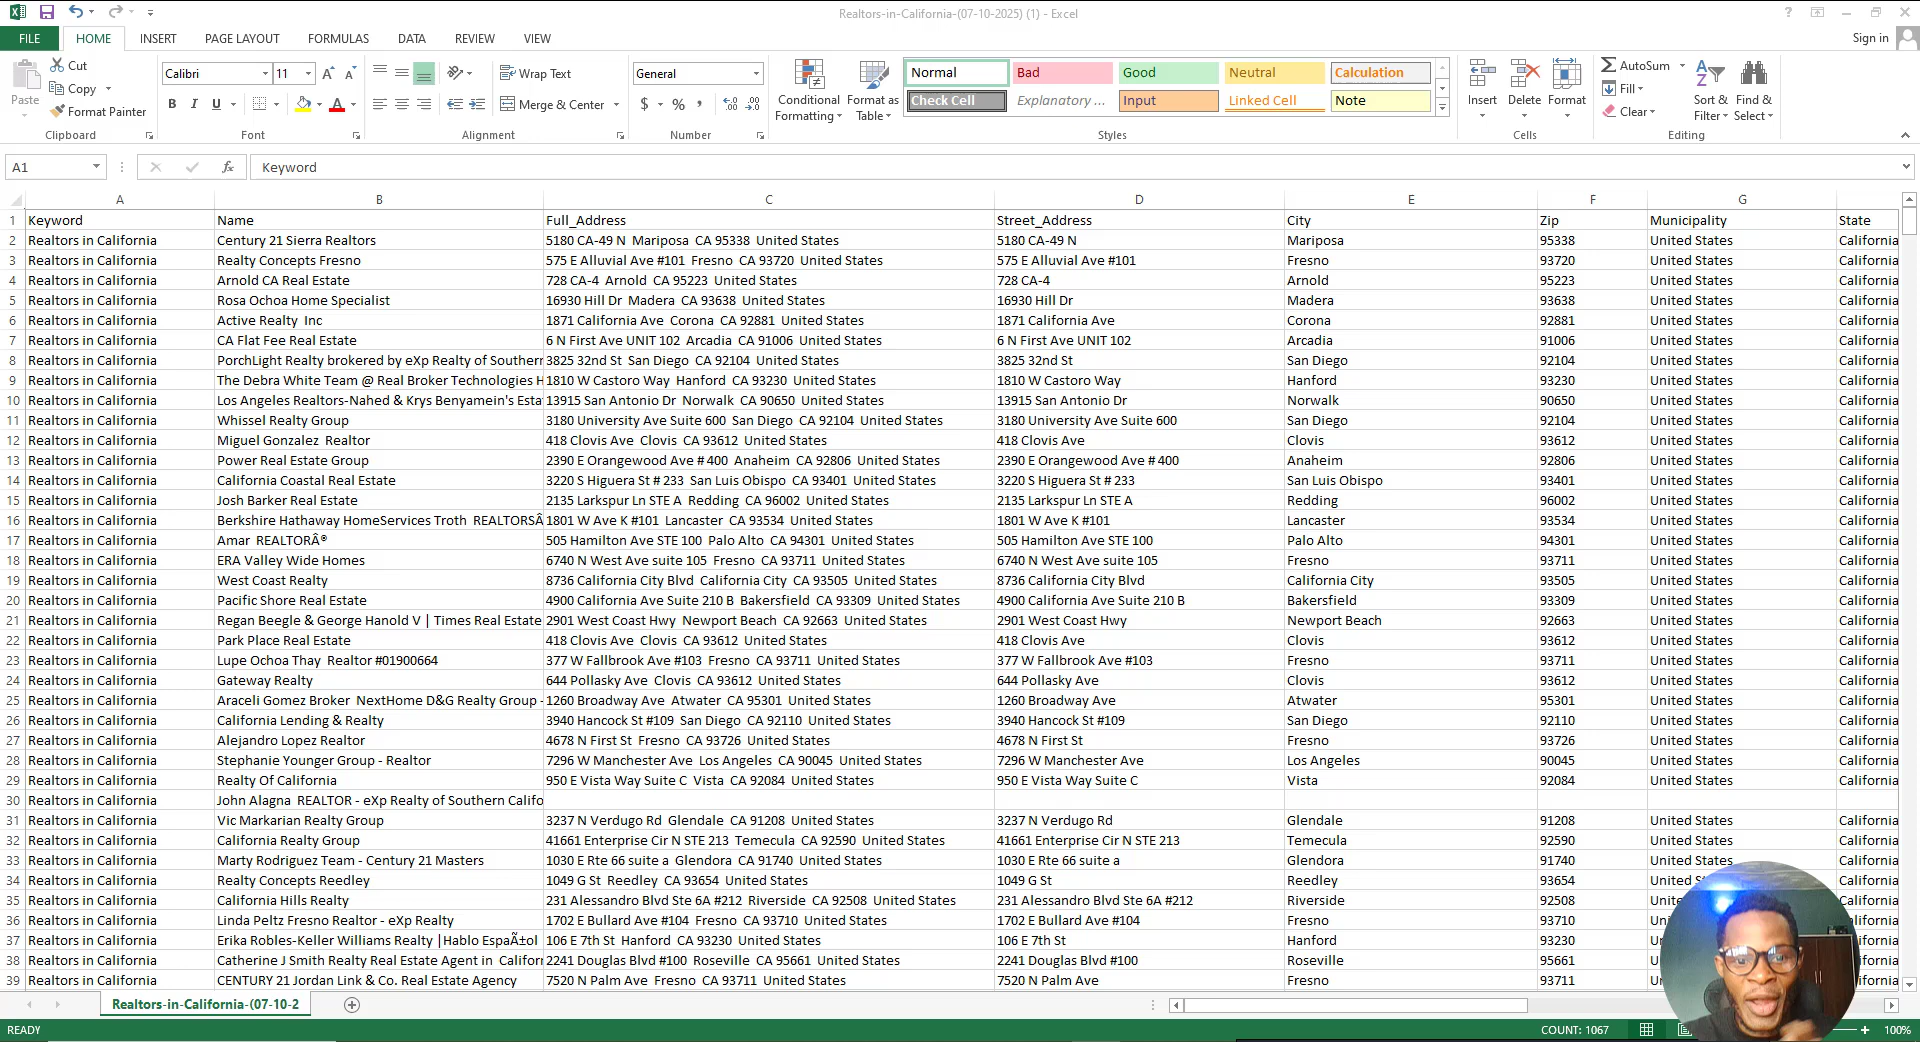 Realtors-in-California-(07-10-2025) (1) - Excel
FILE HOME INSERT PAGE LAYOUT FORMULAS DATA REVIEW VIEW Sign in
Cut
Copy
Format Painter
Paste
Clipboard
Calibri 11
B I U A
Font
Wrap Text
Merge & Center
Alignment
General
$ % ,
Number
Conditional Formatting
Format as Table
Normal Bad Good Neutral Calculation
Check Cell Explanatory ... Input Linked Cell Note
Styles
Insert Delete Format
Cells
AutoSum
Fill
Clear
Sort & Filter
Find & Select
Editing
A1 fx Keyword
A B C D E F G
1 Keyword Name Full_Address Street_Address City Zip Municipality State
2 Realtors in California Century 21 Sierra Realtors 5180 CA-49 N Mariposa CA 95338 United States 5180 CA-49 N Mariposa 95338 United States California
3 Realtors in California Realty Concepts Fresno 575 E Alluvial Ave #101 Fresno CA 93720 United States 575 E Alluvial Ave #101 Fresno 93720 United States California
4 Realtors in California Arnold CA Real Estate 728 CA-4 Arnold CA 95223 United States 728 CA-4 Arnold 95223 United States California
5 Realtors in California Rosa Ochoa Home Specialist 16930 Hill Dr Madera CA 93638 United States 16930 Hill Dr Madera 93638 United States California
6 Realtors in California Active Realty Inc 1871 California Ave Corona CA 92881 United States 1871 California Ave Corona 92881 United States California
7 Realtors in California CA Flat Fee Real Estate 6 N First Ave UNIT 102 Arcadia CA 91006 United States 6 N First Ave UNIT 102 Arcadia 91006 United States California
8 Realtors in California PorchLight Realty brokered by eXp Realty of Southern 3825 32nd St San Diego CA 92104 United States 3825 32nd St San Diego 92104 United States California
9 Realtors in California The Debra White Team @ Real Broker Technologies H 1810 W Castoro Way Hanford CA 93230 United States 1810 W Castoro Way Hanford 93230 United States California
10 Realtors in California Los Angeles Realtors-Nahed & Krys Benyamein's Esta 13915 San Antonio Dr Norwalk CA 90650 United States 13915 San Antonio Dr Norwalk 90650 United States California
11 Realtors in California Whissel Realty Group 3180 University Ave Suite 600 San Diego CA 92104 United States 3180 University Ave Suite 600 San Diego 92104 United States California
12 Realtors in California Miguel Gonzalez Realtor 418 Clovis Ave Clovis CA 93612 United States 418 Clovis Ave Clovis 93612 United States California
13 Realtors in California Power Real Estate Group 2390 E Orangewood Ave # 400 Anaheim CA 92806 United States 2390 E Orangewood Ave # 400 Anaheim 92806 United States California
14 Realtors in California California Coastal Real Estate 3220 S Higuera St # 233 San Luis Obispo CA 93401 United States 3220 S Higuera St # 233 San Luis Obispo 93401 United States California
15 Realtors in California Josh Barker Real Estate 2135 Larkspur Ln STE A Redding CA 96002 United States 2135 Larkspur Ln STE A Redding 96002 United States California
16 Realtors in California Berkshire Hathaway HomeServices Troth REALTORSÂ 1801 W Ave K #101 Lancaster CA 93534 United States 1801 W Ave K #101 Lancaster 93534 United States California
17 Realtors in California Amar REALTORÂ® 505 Hamilton Ave STE 100 Palo Alto CA 94301 United States 505 Hamilton Ave STE 100 Palo Alto 94301 United States California
18 Realtors in California ERA Valley Wide Homes 6740 N West Ave suite 105 Fresno CA 93711 United States 6740 N West Ave suite 105 Fresno 93711 United States California
19 Realtors in California West Coast Realty 8736 California City Blvd California City CA 93505 United States 8736 California City Blvd California City 93505 United States California
20 Realtors in California Pacific Shore Real Estate 4900 California Ave Suite 210 B Bakersfield CA 93309 United States 4900 California Ave Suite 210 B Bakersfield 93309 United States California
21 Realtors in California Regan Beegle & George Hanold V | Times Real Estate 2901 West Coast Hwy Newport Beach CA 92663 United States 2901 West Coast Hwy Newport Beach 92663 United States California
22 Realtors in California Park Place Real Estate 418 Clovis Ave Clovis CA 93612 United States 418 Clovis Ave Clovis 93612 United States California
23 Realtors in California Lupe Ochoa Thay Realtor #01900664 377 W Fallbrook Ave #103 Fresno CA 93711 United States 377 W Fallbrook Ave #103 Fresno 93711 United States California
24 Realtors in California Gateway Realty 644 Pollasky Ave Clovis CA 93612 United States 644 Pollasky Ave Clovis 93612 United States California
25 Realtors in California Araceli Gomez Broker NextHome D&G Realty Group - 1260 Broadway Ave Atwater CA 95301 United States 1260 Broadway Ave Atwater 95301 United States California
26 Realtors in California California Lending & Realty 3940 Hancock St #109 San Diego CA 92110 United States 3940 Hancock St #109 San Diego 92110 United States California
27 Realtors in California Alejandro Lopez Realtor 4678 N First St Fresno CA 93726 United States 4678 N First St Fresno 93726 United States California
28 Realtors in California Stephanie Younger Group - Realtor 7296 W Manchester Ave Los Angeles CA 90045 United States 7296 W Manchester Ave Los Angeles 90045 United States California
29 Realtors in California Realty Of California 950 E Vista Way Suite C Vista CA 92084 United States 950 E Vista Way Suite C Vista 92084 United States California
30 Realtors in California John Alagna REALTOR - eXp Realty of Southern Califo
31 Realtors in California Vic Markarian Realty Group 3237 N Verdugo Rd Glendale CA 91208 United States 3237 N Verdugo Rd Glendale 91208 United States California
32 Realtors in California California Realty Group 41661 Enterprise Cir N STE 213 Temecula CA 92590 United States 41661 Enterprise Cir N STE 213 Temecula 92590 United States California
33 Realtors in California Marty Rodriguez Team - Century 21 Masters 1030 E Rte 66 suite a Glendora CA 91740 United States 1030 E Rte 66 suite a Glendora 91740 United States California
34 Realtors in California Realty Concepts Reedley 1049 G St Reedley CA 93654 United States 1049 G St Reedley 93654 United California
35 Realtors in California California Hills Realty 231 Alessandro Blvd Ste 6A #212 Riverside CA 92508 United States 231 Alessandro Blvd Ste 6A #212 Riverside 92508 United
36 Realtors in California Linda Peltz Fresno Realtor - eXp Realty 1702 E Bullard Ave #104 Fresno CA 93710 United States 1702 E Bullard Ave #104 Fresno 93710 United
37 Realtors in California Erika Robles-Keller Williams Realty |Hablo EspaÃ±ol 106 E 7th St Hanford CA 93230 United States 106 E 7th St Hanford 93230
38 Realtors in California Catherine J Smith Realty Real Estate Agent in Califor 2241 Douglas Blvd #100 Roseville CA 95661 United States 2241 Douglas Blvd #100 Roseville 95661
39 Realtors in California CENTURY 21 Jordan Link & Co. Real Estate Agency 7520 N Palm Ave Fresno CA 93711 United States 7520 N Palm Ave Fresno 93711
Realtors-in-California-(07-10-2
READY COUNT: 1067 100%